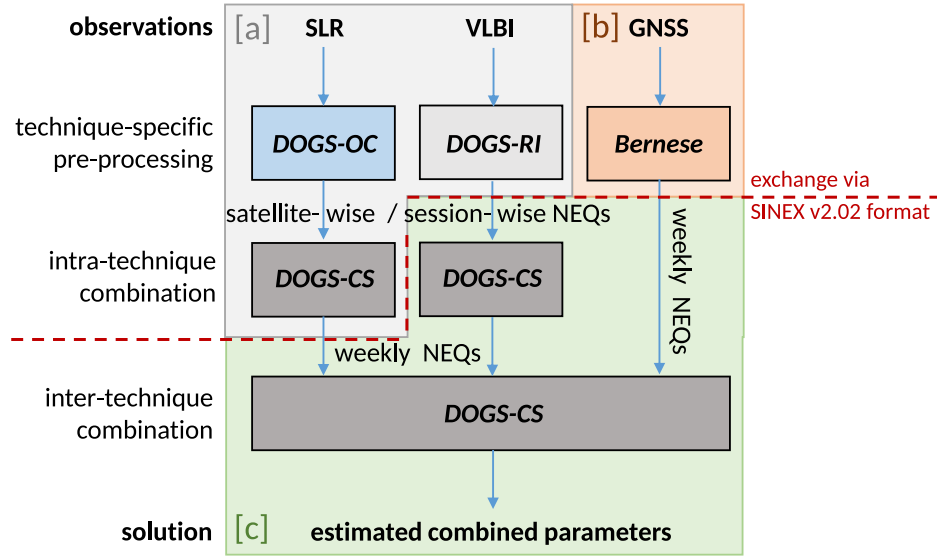 observations [a] SLR VLBI [b] GNSS
technique-specific
pre-processing
DOGS-OC DOGS-RI Bernese
exchange via
SINEX v2.02 format
satellite- wise / session-wise NEQs
weekly NEQs
intra-technique
combination
DOGS-CS DOGS-CS
weekly NEQs
inter-technique
combination
DOGS-CS
solution [c] estimated combined parameters